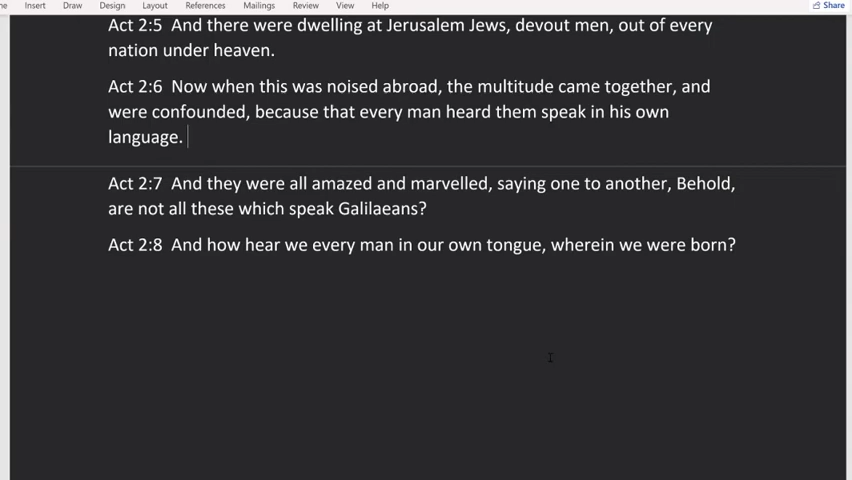 Insert Draw Design Layout References Mailings Review View Help Share
Act 2:5 And there were dwelling at Jerusalem Jews, devout men, out of every
nation under heaven.
Act 2:6 Now when this was noised abroad, the multitude came together, and
were confounded, because that every man heard them speak in his own
language.
Act 2:7 And they were all amazed and marvelled, saying one to another, Behold,
are not all these which speak Galilaeans?
Act 2:8 And how hear we every man in our own tongue, wherein we were born?